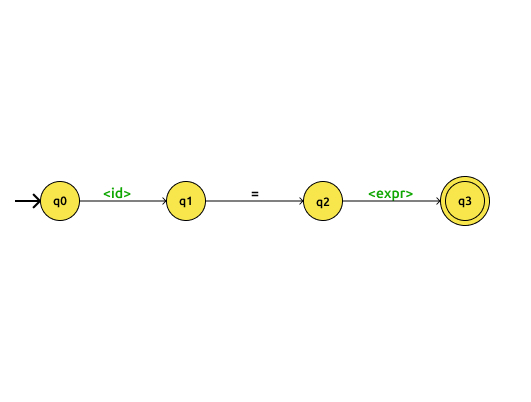 q0 <id> q1 = q2 <expr> q3